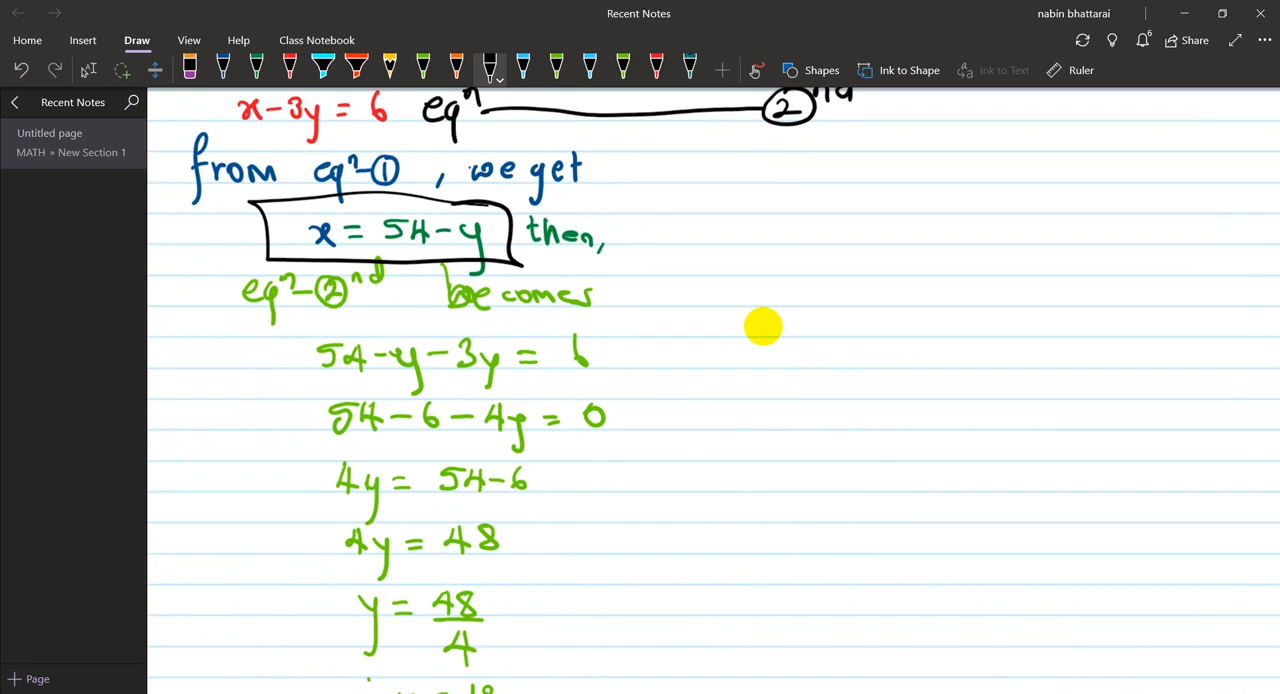 Recent Notes
nabin bhattarai
Home Insert Draw View Help Class Notebook
Share
Shapes Ink to Shape Ink to Text Ruler
Recent Notes
Untitled page
MATH » New Section 1
x-3y = 6 eqⁿ ② nd
from eqⁿ-① , we get
x = 54-y then,
eqⁿ-②nd becomes
54-y-3y = 6
54-6-4y = 0
4y = 54-6
4y = 48
y = 48/4
+ Page